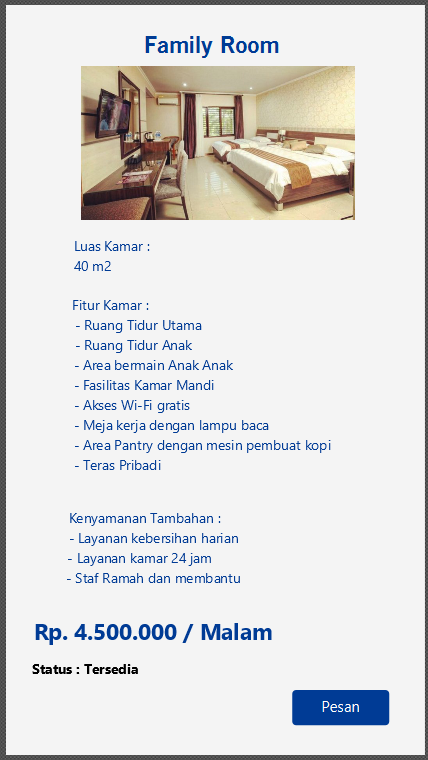 Family Room
Luas Kamar :
40 m2
Fitur Kamar :
- Ruang Tidur Utama
- Ruang Tidur Anak
- Area bermain Anak Anak
- Fasilitas Kamar Mandi
- Akses Wi-Fi gratis
- Meja kerja dengan lampu baca
- Area Pantry dengan mesin pembuat kopi
- Teras Pribadi
Kenyamanan Tambahan :
- Layanan kebersihan harian
- Layanan kamar 24 jam
- Staf Ramah dan membantu
Rp. 4.500.000 / Malam
Status : Tersedia
Pesan